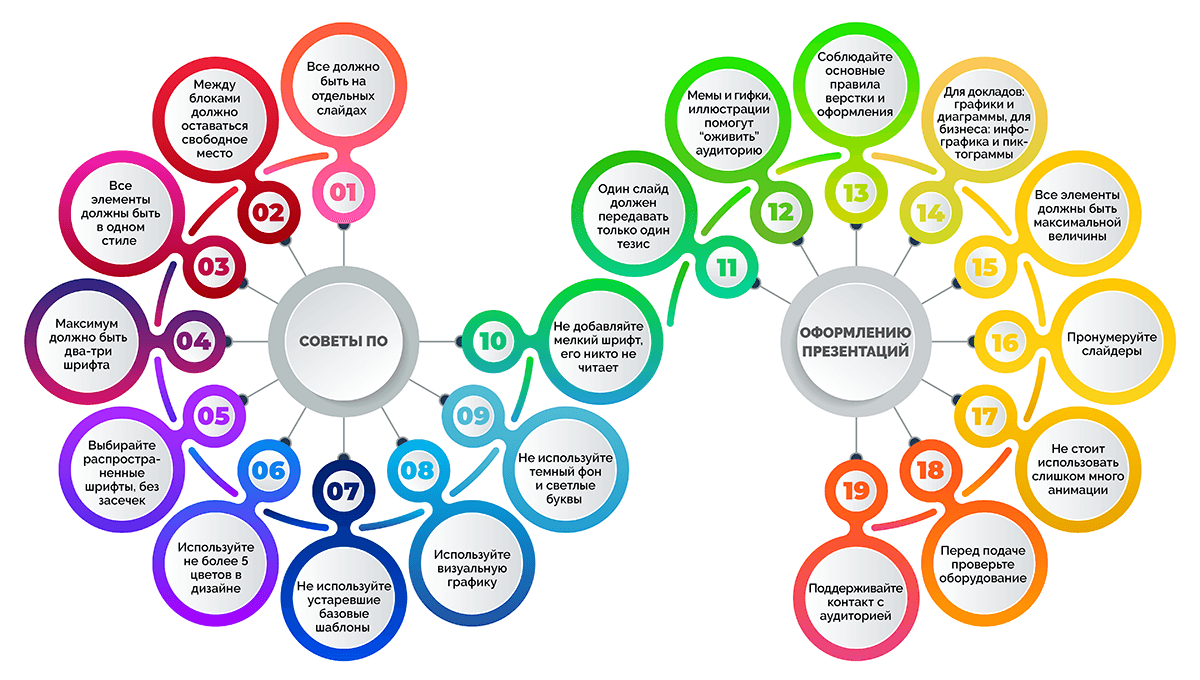 СОВЕТЫ ПО
01
Все должно
быть на
отдельных
слайдах
02
Между
блоками
должно
оставаться
свободное
место
03
Все
элементы
должны быть
в одном
стиле
04
Максимум
должно быть
два-три
шрифта
05
Выбирайте
распростра-
ненные
шрифты, без
засечек
06
Используйте
не более 5
цветов в
дизайне
07
Не используйте
устаревшие
базовые
шаблоны
08
Используйте
визуальную
графику
09
Не используйте
темный фон
и светлые
буквы
10
Не добавляйте
мелкий шрифт,
его никто не
читает
ОФОРМЛЕНИЮ
ПРЕЗЕНТАЦИЙ
11
Один слайд
должен
передавать
только один
тезис
12
Мемы и гифки,
иллюстрации
помогут
“оживить”
аудиторию
13
Соблюдайте
основные
правила
верстки и
оформления
14
Для докладов:
графики и
диаграммы, для
бизнеса: инфо-
графика и пик-
тограммы
15
Все элементы
должны быть
максимальной
величины
16
Пронумеруйте
слайдеры
17
Не стоит
использовать
слишком много
анимации
18
Перед подаче
проверьте
оборудование
19
Поддерживайте
контакт с
аудиторией